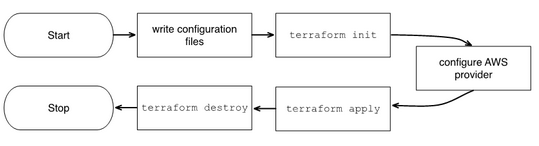 Start
write configuration
files
terraform init
configure AWS
provider
terraform apply
terraform destroy
Stop